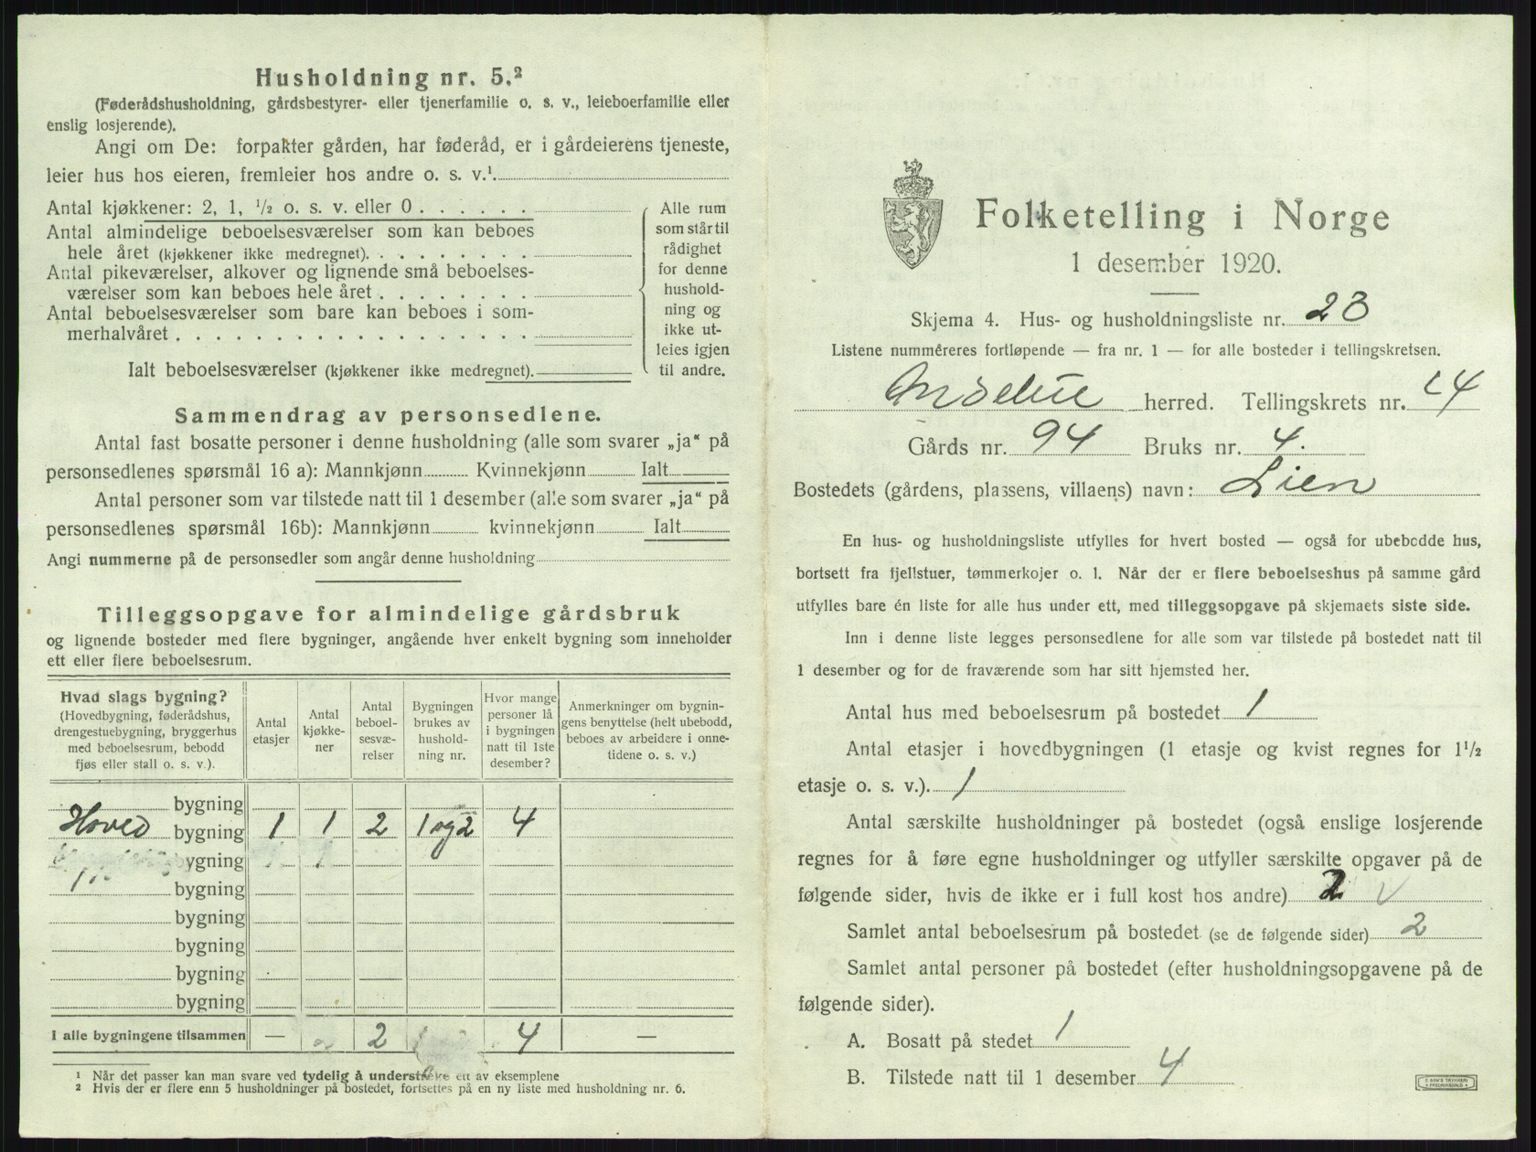 Husholdning nr. 5.²
(Føderådshusholdning, gårdsbestyrer- eller tjenerfamilie o. s. v., leieboerfamilie eller
enslig losjerende).
Angi om De: forpakter gården, har føderåd, er i gårdeierens tjeneste,
leier hus hos eieren, fremleier hos andre o. s. v.¹
Antal kjøkkener: 2, 1, ½ o. s. v. eller 0
Antal almindelige beboelsesværelser som kan beboes
hele året (kjøkkener ikke medregnet)
Antal pikeværelser, alkover og lignende små beboelses-
værelser som kan beboes hele året
Antal beboelsesværelser som bare kan beboes i som-
merhalvåret
Ialt beboelsesværelser (kjøkkener ikke medregnet)
Alle rum
som står til
rådighet
for denne
hushold-
ning og
ikke ut-
leies igjen
til andre.
Sammendrag av personsedlene.
Antal fast bosatte personer i denne husholdning (alle som svarer „ja“ på
personsedlenes spørsmål 16 a): Mannkjønn Kvinnekjønn Ialt
Antal personer som var tilstede natt til 1 desember (alle som svarer „ja“ på
personsedlenes spørsmål 16b): Mannkjønn kvinnekjønn Ialt
Angi nummerne på de personsedler som angår denne husholdning
Tilleggsopgave for almindelige gårdsbruk
og lignende bosteder med flere bygninger, angående hver enkelt bygning som inneholder
ett eller flere beboelsesrum.
Hvad slags bygning?
(Hovedbygning, føderådshus,
drengestuebygning, bryggerhus
med beboelsesrum, bebodd
fjøs eller stall o. s. v.).
Antal
etasjer
Antal
kjøkke-
ner
Antal
beboel-
sesvæ-
relser
Bygningen
brukes av
hushold-
ning nr.
Hvor mange
personer lå
i bygningen
natt til 1ste
desember?
Anmerkninger om bygnin-
gens benyttelse (helt ubebodd,
beboes av arbeidere i onne-
tidene o. s. v.)
bygning
Hoved bygning 1 1 2 1 og 2 4
bygning
bygning
bygning
bygning
bygning
bygning
I alle bygningene tilsammen — 2 4 —
¹ Når det passer kan man svare ved tydelig å understreke ett av eksemplene
² Hvis der er flere enn 5 husholdninger på bostedet, fortsettes på en ny liste med husholdning nr. 6.
Folketelling i Norge
1 desember 1920.
Skjema 4. Hus- og husholdningsliste nr. 23
Listene nummereres fortløpende — fra nr. 1 — for alle bosteder i tellingskretsen.
Andebu herred. Tellingskrets nr. 4
Gårds nr. 94 Bruks nr. 4.
Bostedets (gårdens, plassens, villaens) navn: Lien
En hus- og husholdningsliste utfylles for hvert bosted — også for ubebodde hus,
bortsett fra fjellstuer, tømmerkojer o. l. Når der er flere beboelseshus på samme gård
utfylles bare én liste for alle hus under ett, med tilleggsopgave på skjemaets siste side.
Inn i denne liste legges personsedlene for alle som var tilstede på bostedet natt til
1 desember og for de fraværende som har sitt hjemsted her.
Antal hus med beboelsesrum på bostedet 1
Antal etasjer i hovedbygningen (1 etasje og kvist regnes for 1½
etasje o. s. v.). 1
Antal særskilte husholdninger på bostedet (også enslige losjerende
regnes for å føre egne husholdninger og utfyller særskilte opgaver på de
følgende sider, hvis de ikke er i full kost hos andre) 2 v
Samlet antal beboelsesrum på bostedet (se de følgende sider) 2
Samlet antal personer på bostedet (efter husholdningsopgavene på de
følgende sider).
A. Bosatt på stedet 1
B. Tilstede natt til 1 desember 4